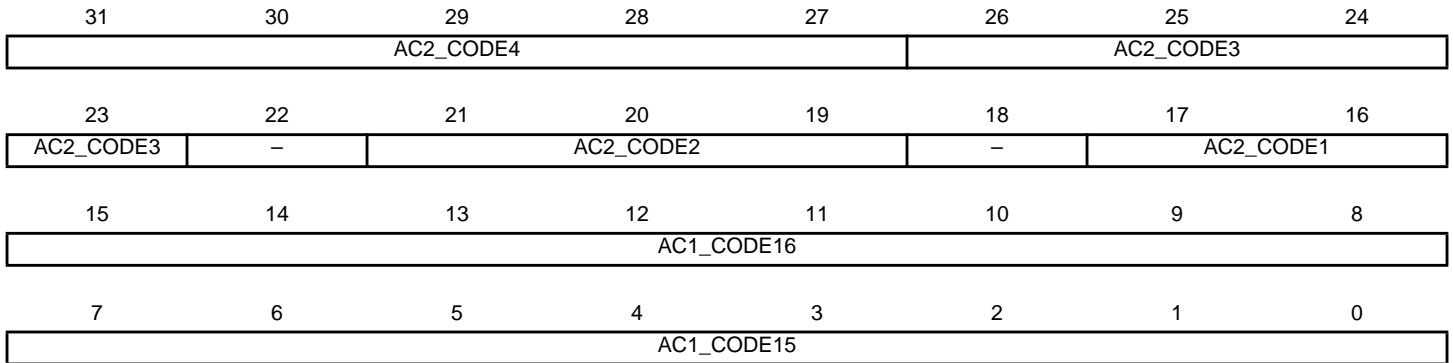 31 30 29 28 27 26 25 24
AC2_CODE4 AC2_CODE3
23 22 21 20 19 18 17 16
AC2_CODE3 – AC2_CODE2 – AC2_CODE1
15 14 13 12 11 10 9 8
AC1_CODE16
7 6 5 4 3 2 1 0
AC1_CODE15